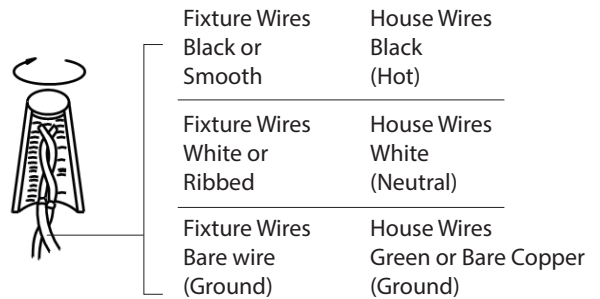 Fixture Wires House Wires
Black or Black
Smooth (Hot)
Fixture Wires House Wires
White or White
Ribbed (Neutral)
Fixture Wires House Wires
Bare wire Green or Bare Copper
(Ground) (Ground)